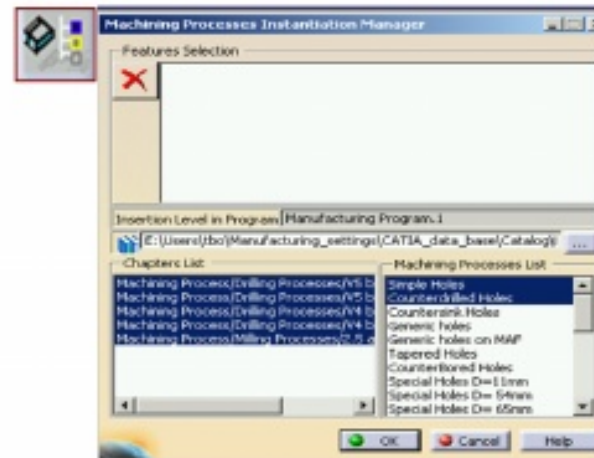 Machining Processes Instantiation Manager
Features Selection
Insertion Level in Program Manufacturing Program.1
E:\Users\tbo\Manufacturing_settings\CATIA_data_base\Catalog\
...
Chapters List
Machining Process/Drilling Processes/V5 b
Machining Process/Drilling Processes/V5 b
Machining Process/Drilling Processes/V4 b
Machining Process/Drilling Processes/V4 b
Machining Process/Milling Processes/2.5 a
Machining Processes List
Simple Holes
Counterdrilled Holes
Countersink Holes
Generic holes
Generic holes on MAF
Tapered Holes
CounterBored Holes
Special Holes D=11mm
Special Holes D= 54mm
Special Holes D= 65mm
OK
Cancel
Help